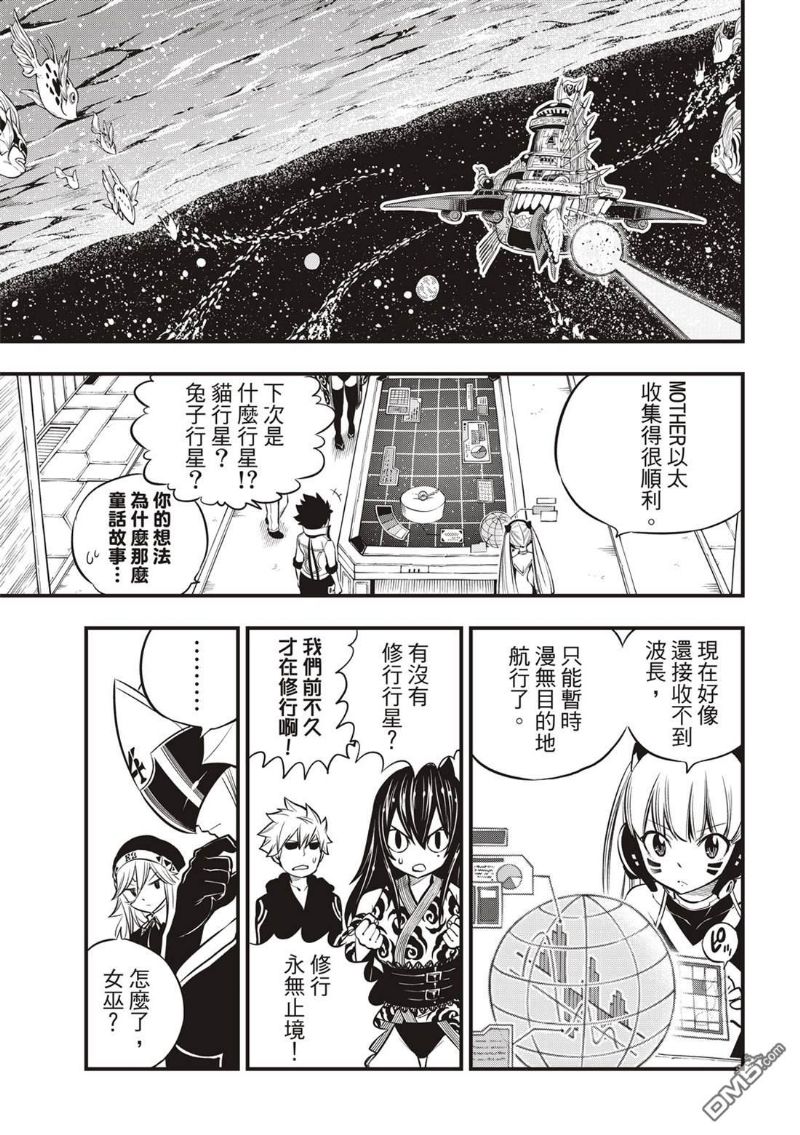 MOTHER以太
收集得很順利。
下次是
什麼行星!?
貓行星？
兔子行星？
你的想法
為什麼那麼
童話故事…
現在好像
還接收不到
波長，
只能暫時
漫無目的地
航行了。
有沒有
修行行星？
我們前不久
才在修行啊！
修行
永無止境！
………
怎麼了，
女巫？
DM5.com